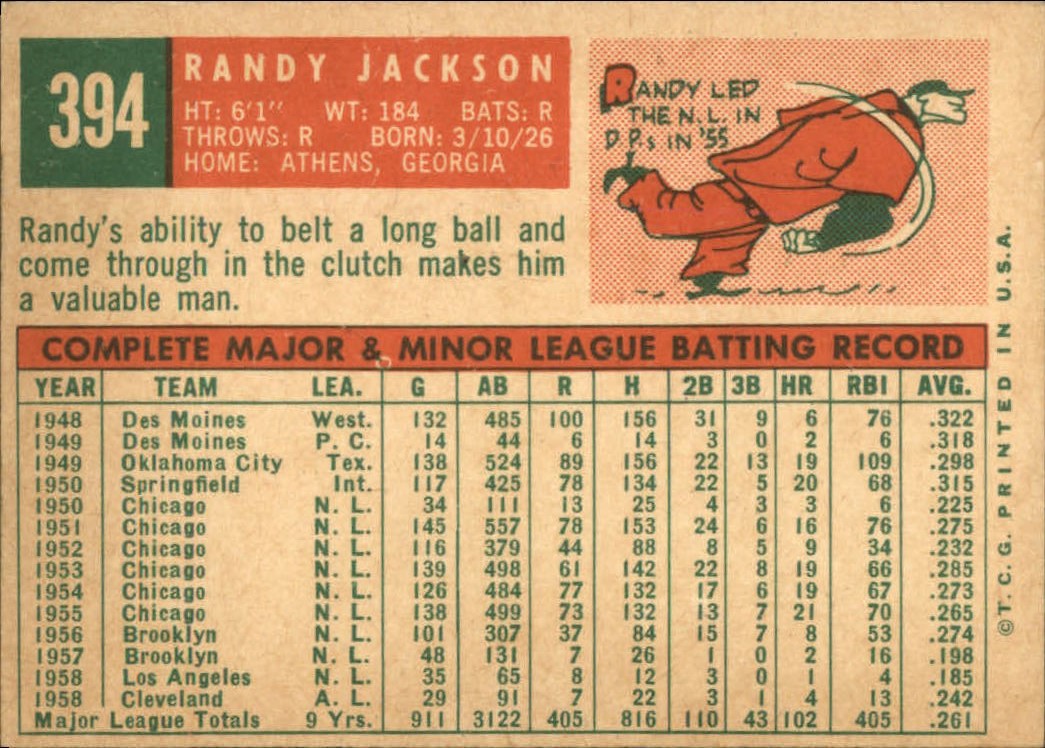 394
RANDY JACKSON
HT: 6'1" WT: 184 BATS: R
THROWS: R BORN: 3/10/26
HOME: ATHENS, GEORGIA
RANDY LED
THE N.L. IN
D.P.s IN '55
Randy's ability to belt a long ball and
come through in the clutch makes him
a valuable man.
COMPLETE MAJOR & MINOR LEAGUE BATTING RECORD
YEAR TEAM LEA. G AB R H 2B 3B HR RBI AVG.
1948 Des Moines West. 132 485 100 156 31 9 6 76 .322
1949 Des Moines P. C. 14 44 6 14 3 0 2 6 .318
1949 Oklahoma City Tex. 138 524 89 156 22 13 19 109 .298
1950 Springfield Int. 117 425 78 134 22 5 20 68 .315
1950 Chicago N. L. 34 111 13 25 4 3 3 6 .225
1951 Chicago N. L. 145 557 78 153 24 6 16 76 .275
1952 Chicago N. L. 116 379 44 88 8 5 9 34 .232
1953 Chicago N. L. 139 498 61 142 22 8 19 66 .285
1954 Chicago N. L. 126 484 77 132 17 6 19 67 .273
1955 Chicago N. L. 138 499 73 132 13 7 21 70 .265
1956 Brooklyn N. L. 101 307 37 84 15 7 8 53 .274
1957 Brooklyn N. L. 48 131 7 26 1 0 2 16 .198
1958 Los Angeles N. L. 35 65 8 12 3 0 1 4 .185
1958 Cleveland A. L. 29 91 7 22 3 1 4 13 .242
Major League Totals 9 Yrs. 911 3122 405 816 110 43 102 405 .261
© T. C. G. PRINTED IN U.S.A.